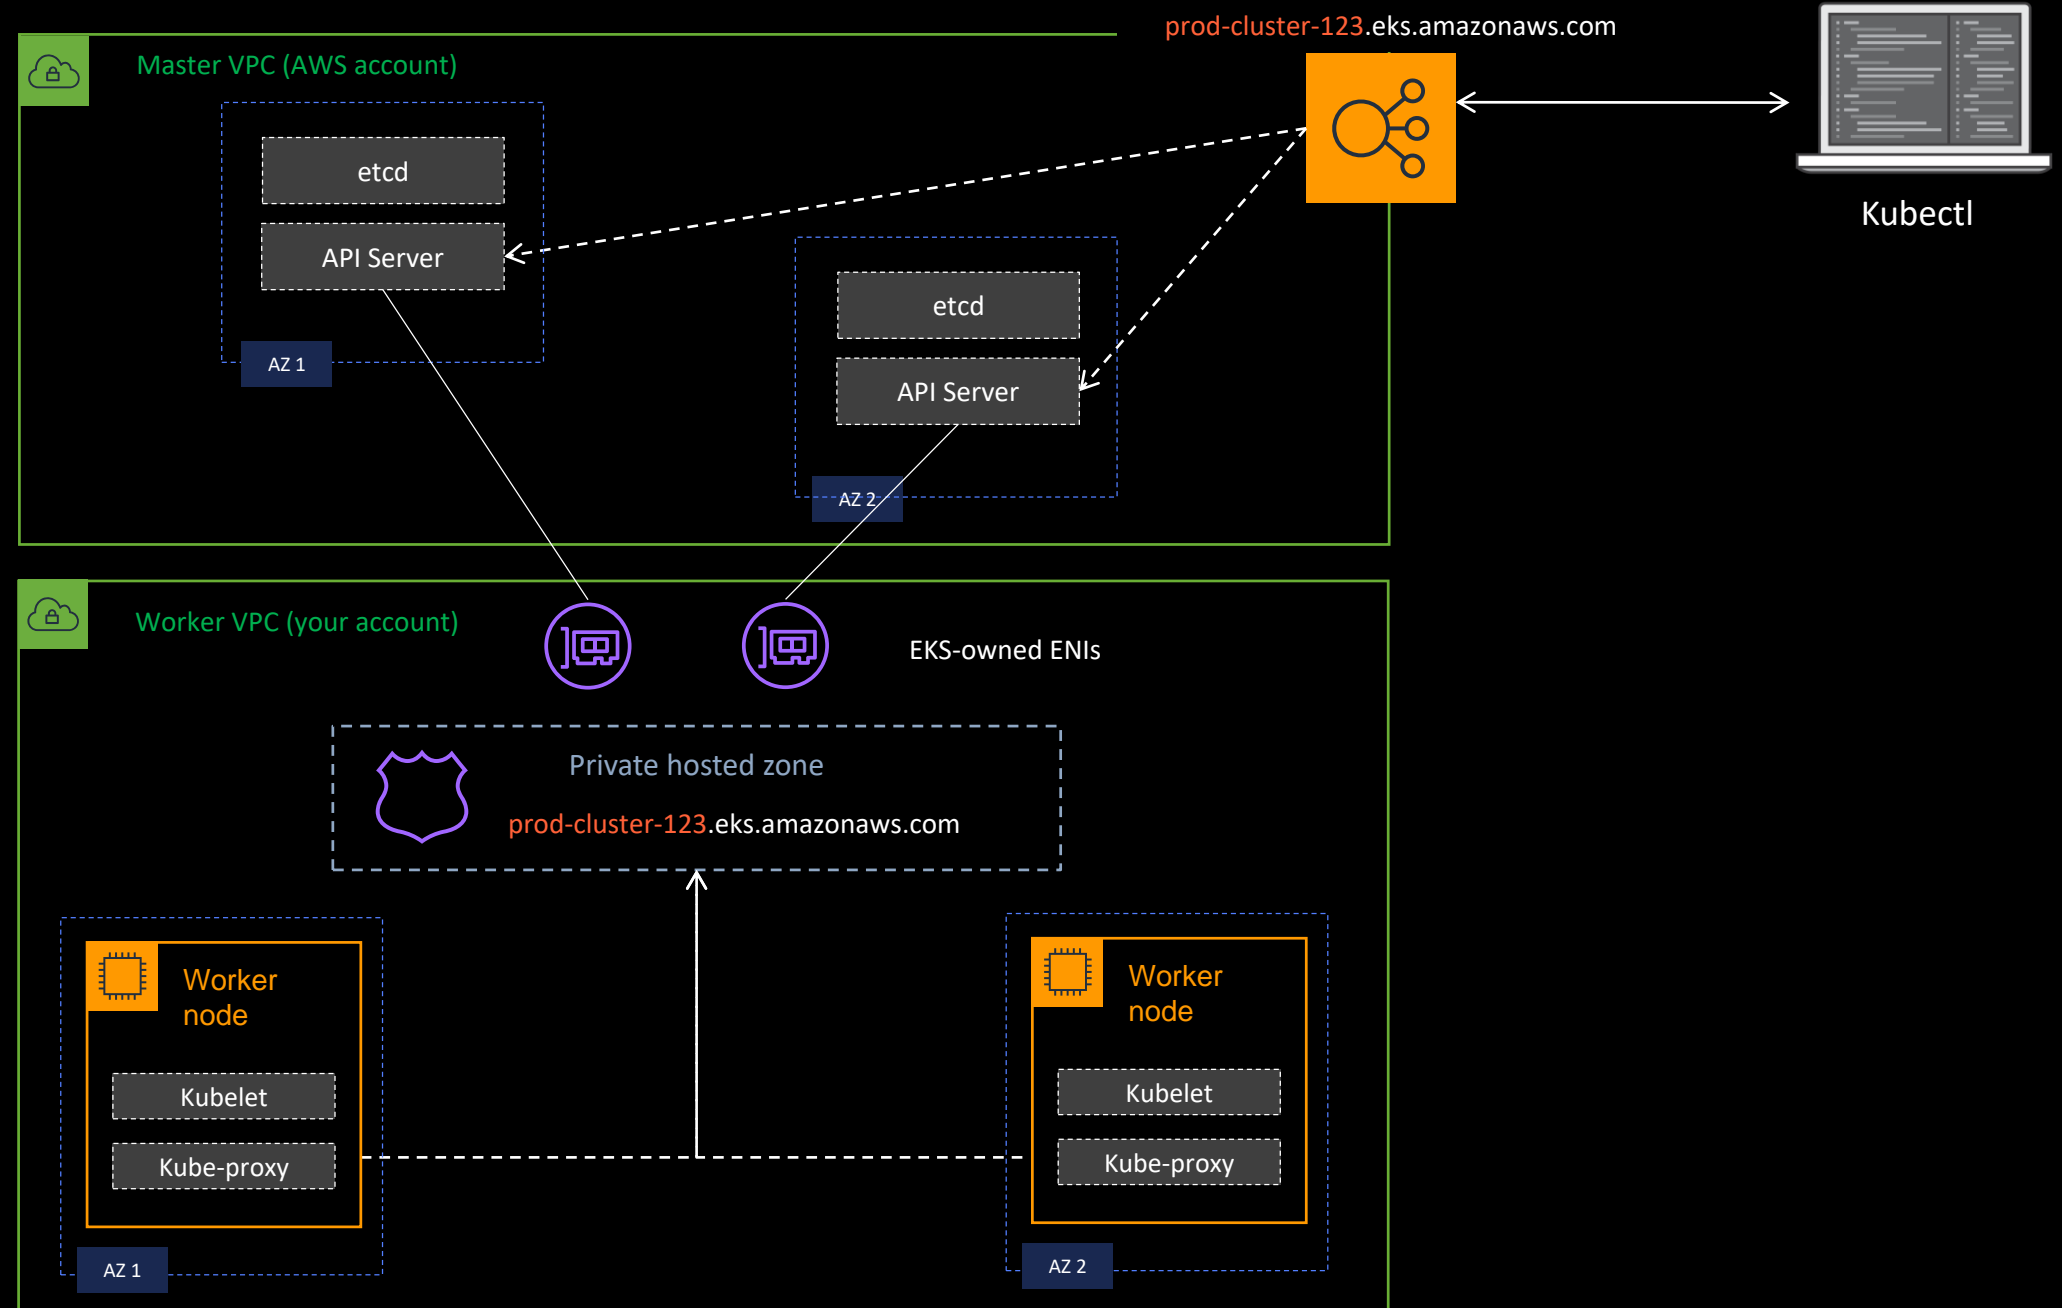 prod-cluster-123.eks.amazonaws.com
Master VPC (AWS account)
etcd
API Server
AZ 1
etcd
API Server
AZ 2
Kubectl
Worker VPC (your account)
EKS-owned ENIs
Private hosted zone
prod-cluster-123.eks.amazonaws.com
Worker
node
Kubelet
Kube-proxy
AZ 1
Worker
node
Kubelet
Kube-proxy
AZ 2